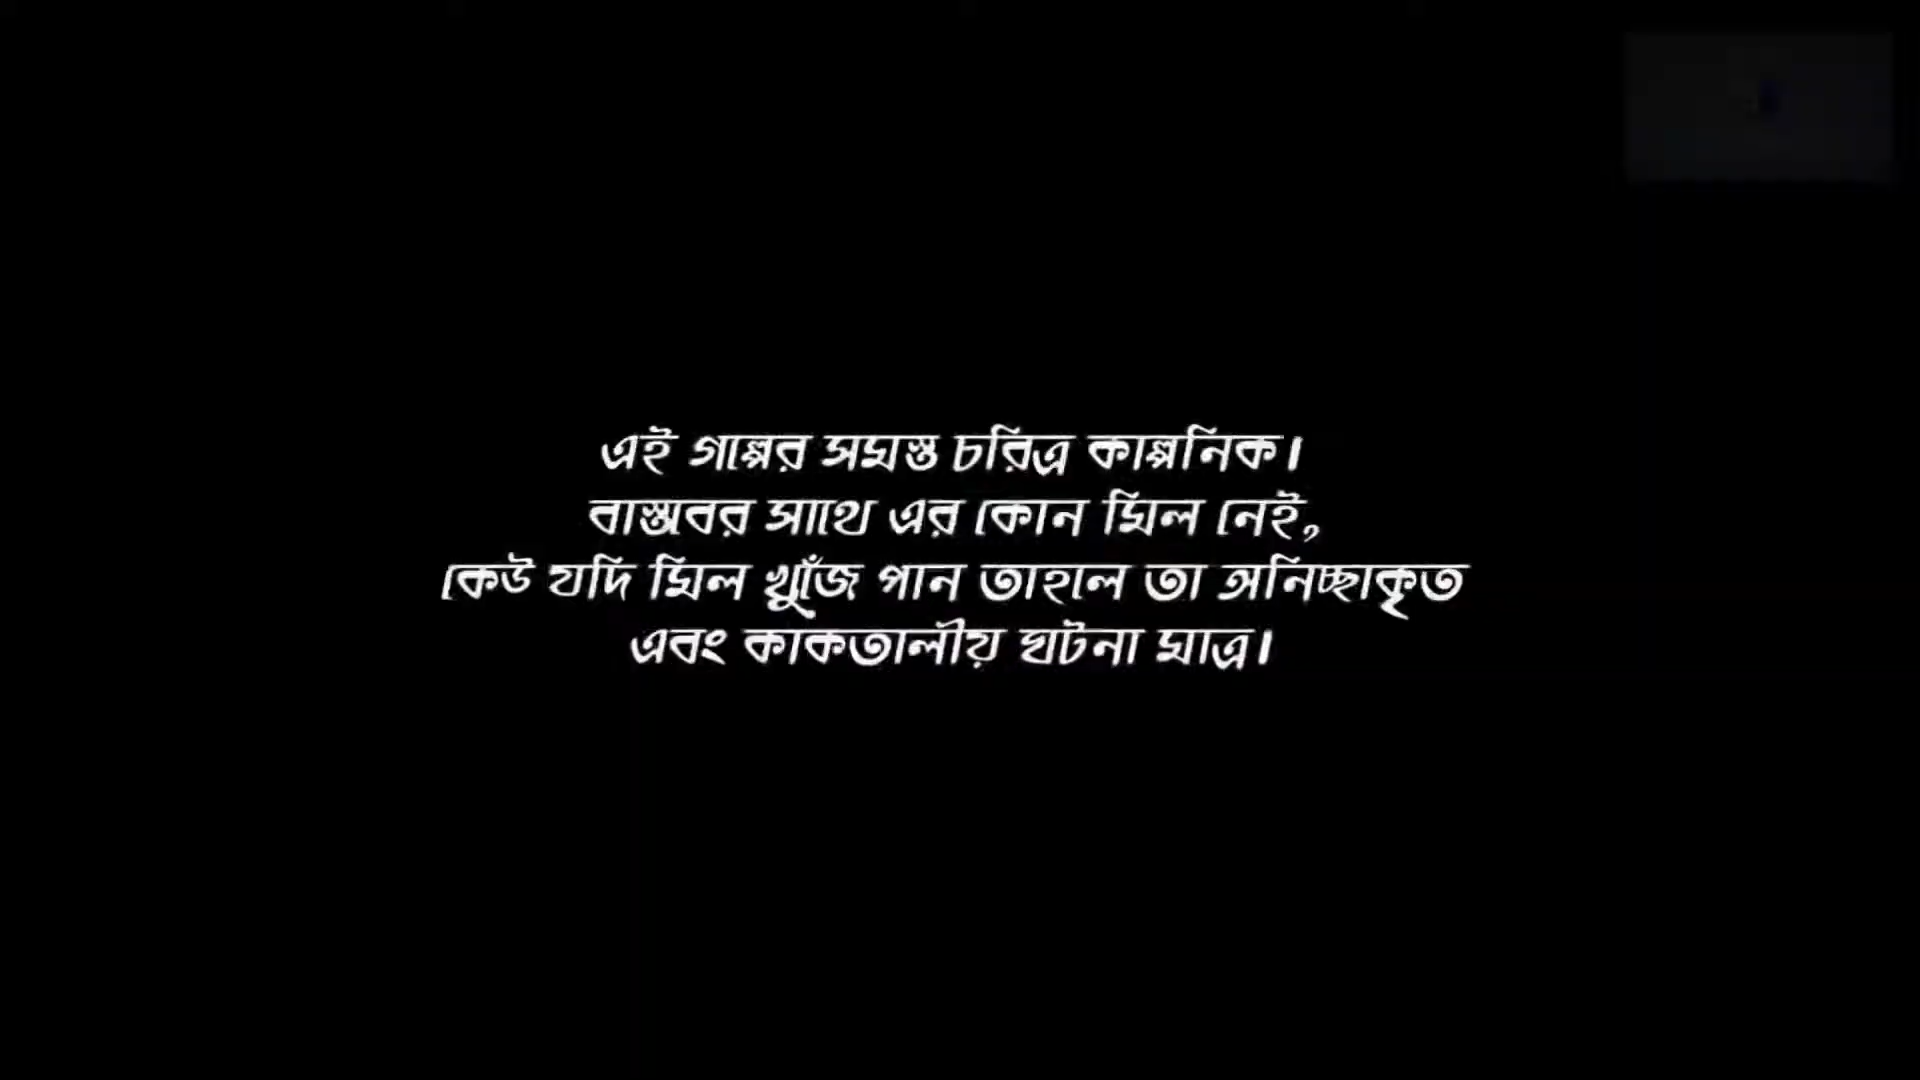 এই গল্পের সমস্ত চরিত্র কাল্পনিক।
বাস্তবের সাথে এর কোন মিল নেই,
কেউ যদি মিল খুঁজে পান তাহলে তা অনিচ্ছাকৃত
এবং কাকতালীয় ঘটনা মাত্র।